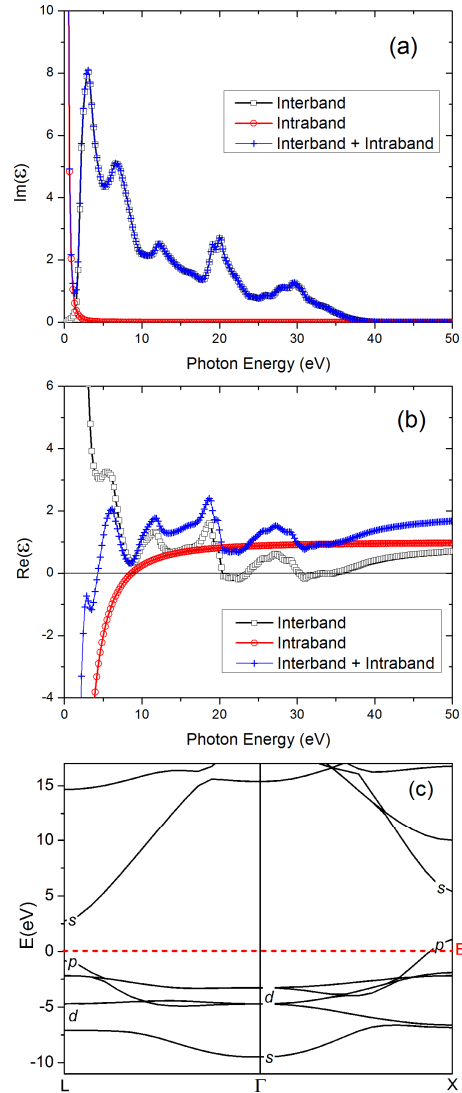 (a)
10
8
6
4
2
0
Im(ε)
Interband
Intraband
Interband + Intraband
0 10 20 30 40 50
Photon Energy (eV)
(b)
6
4
2
0
-2
-4
Re(ε)
Interband
Intraband
Interband + Intraband
0 10 20 30 40 50
Photon Energy (eV)
(c)
15
10
5
0
-5
-10
E(eV)
s
s
p
p
E
d
d
s
L Γ X